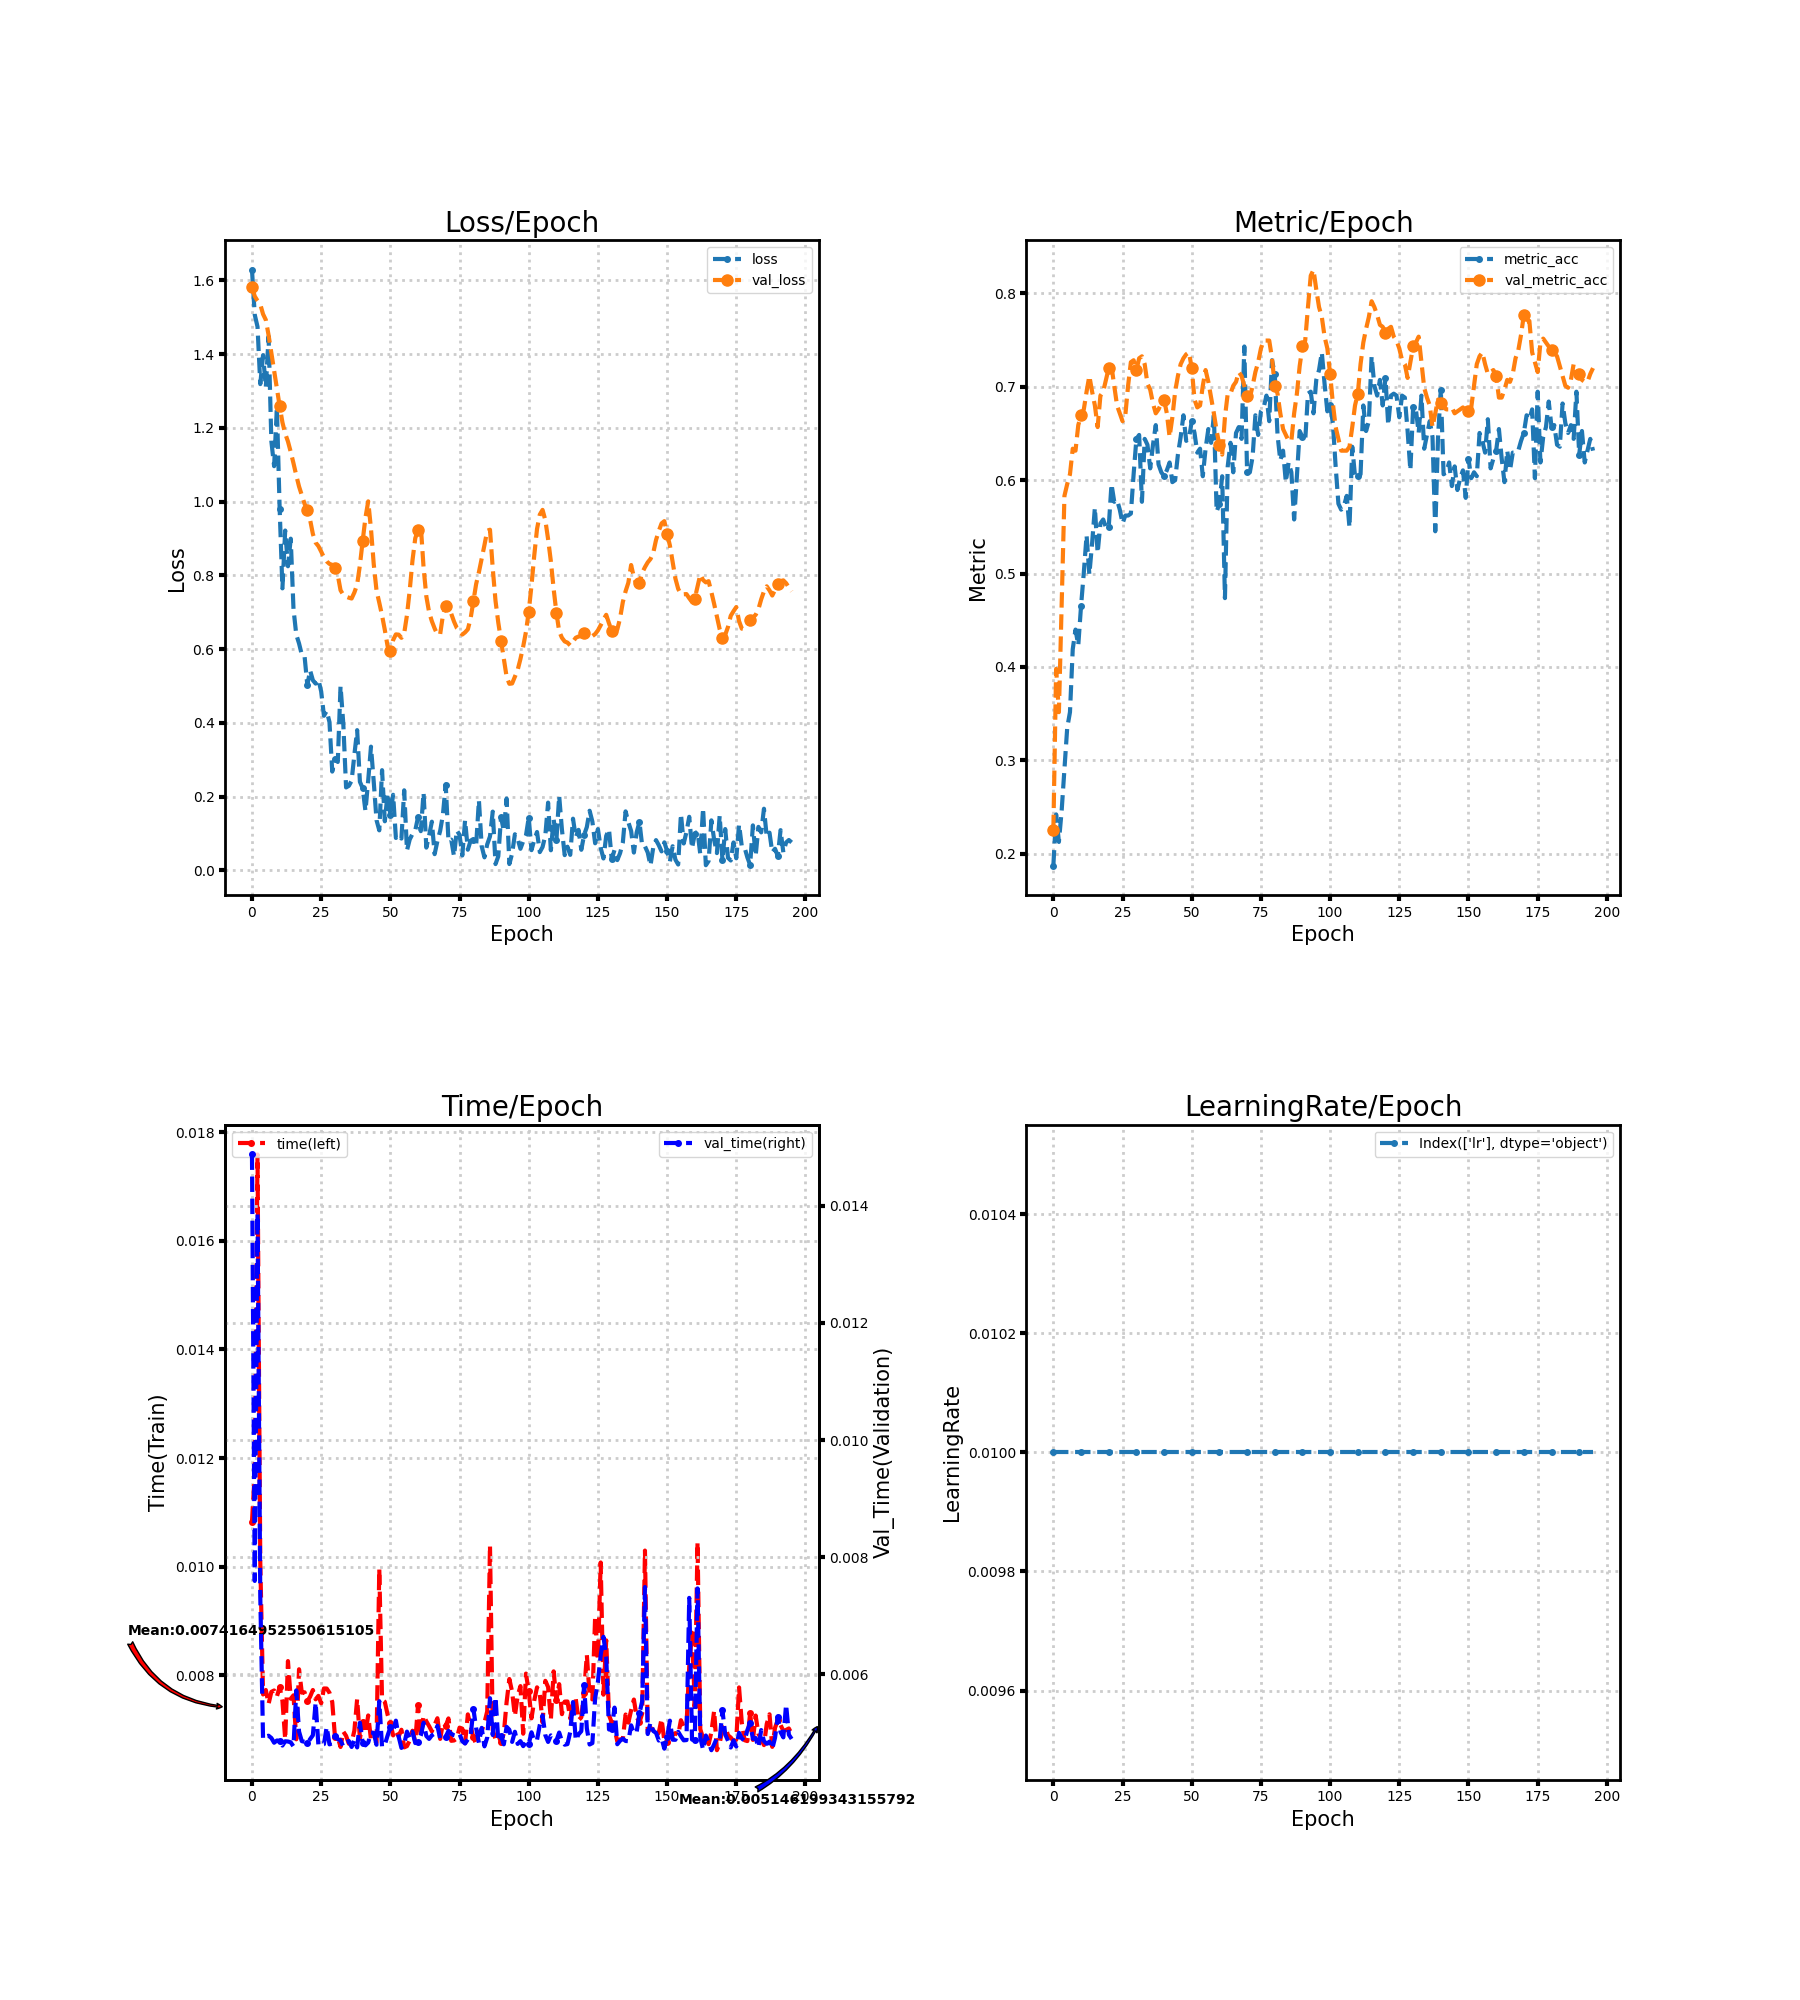 Loss/Epoch
loss
val_loss
1.6
1.4
1.2
1.0
0.8
0.6
0.4
0.2
0.0
Loss
0 25 50 75 100 125 150 175 200
Epoch
Metric/Epoch
metric_acc
val_metric_acc
0.8
0.7
0.6
0.5
0.4
0.3
0.2
Metric
0 25 50 75 100 125 150 175 200
Epoch
Time/Epoch
time(left)
val_time(right)
0.018
0.016
0.014
0.012
0.010
0.008
Time(Train)
0.014
0.012
0.010
0.008
0.006
Val_Time(Validation)
Mean:0.0074164952550615105
0 25 50 75 100 125 150 175 200
Mean:0.005146199343155792
Epoch
LearningRate/Epoch
Index(['lr'], dtype='object')
0.0104
0.0102
0.0100
0.0098
0.0096
LearningRate
0 25 50 75 100 125 150 175 200
Epoch